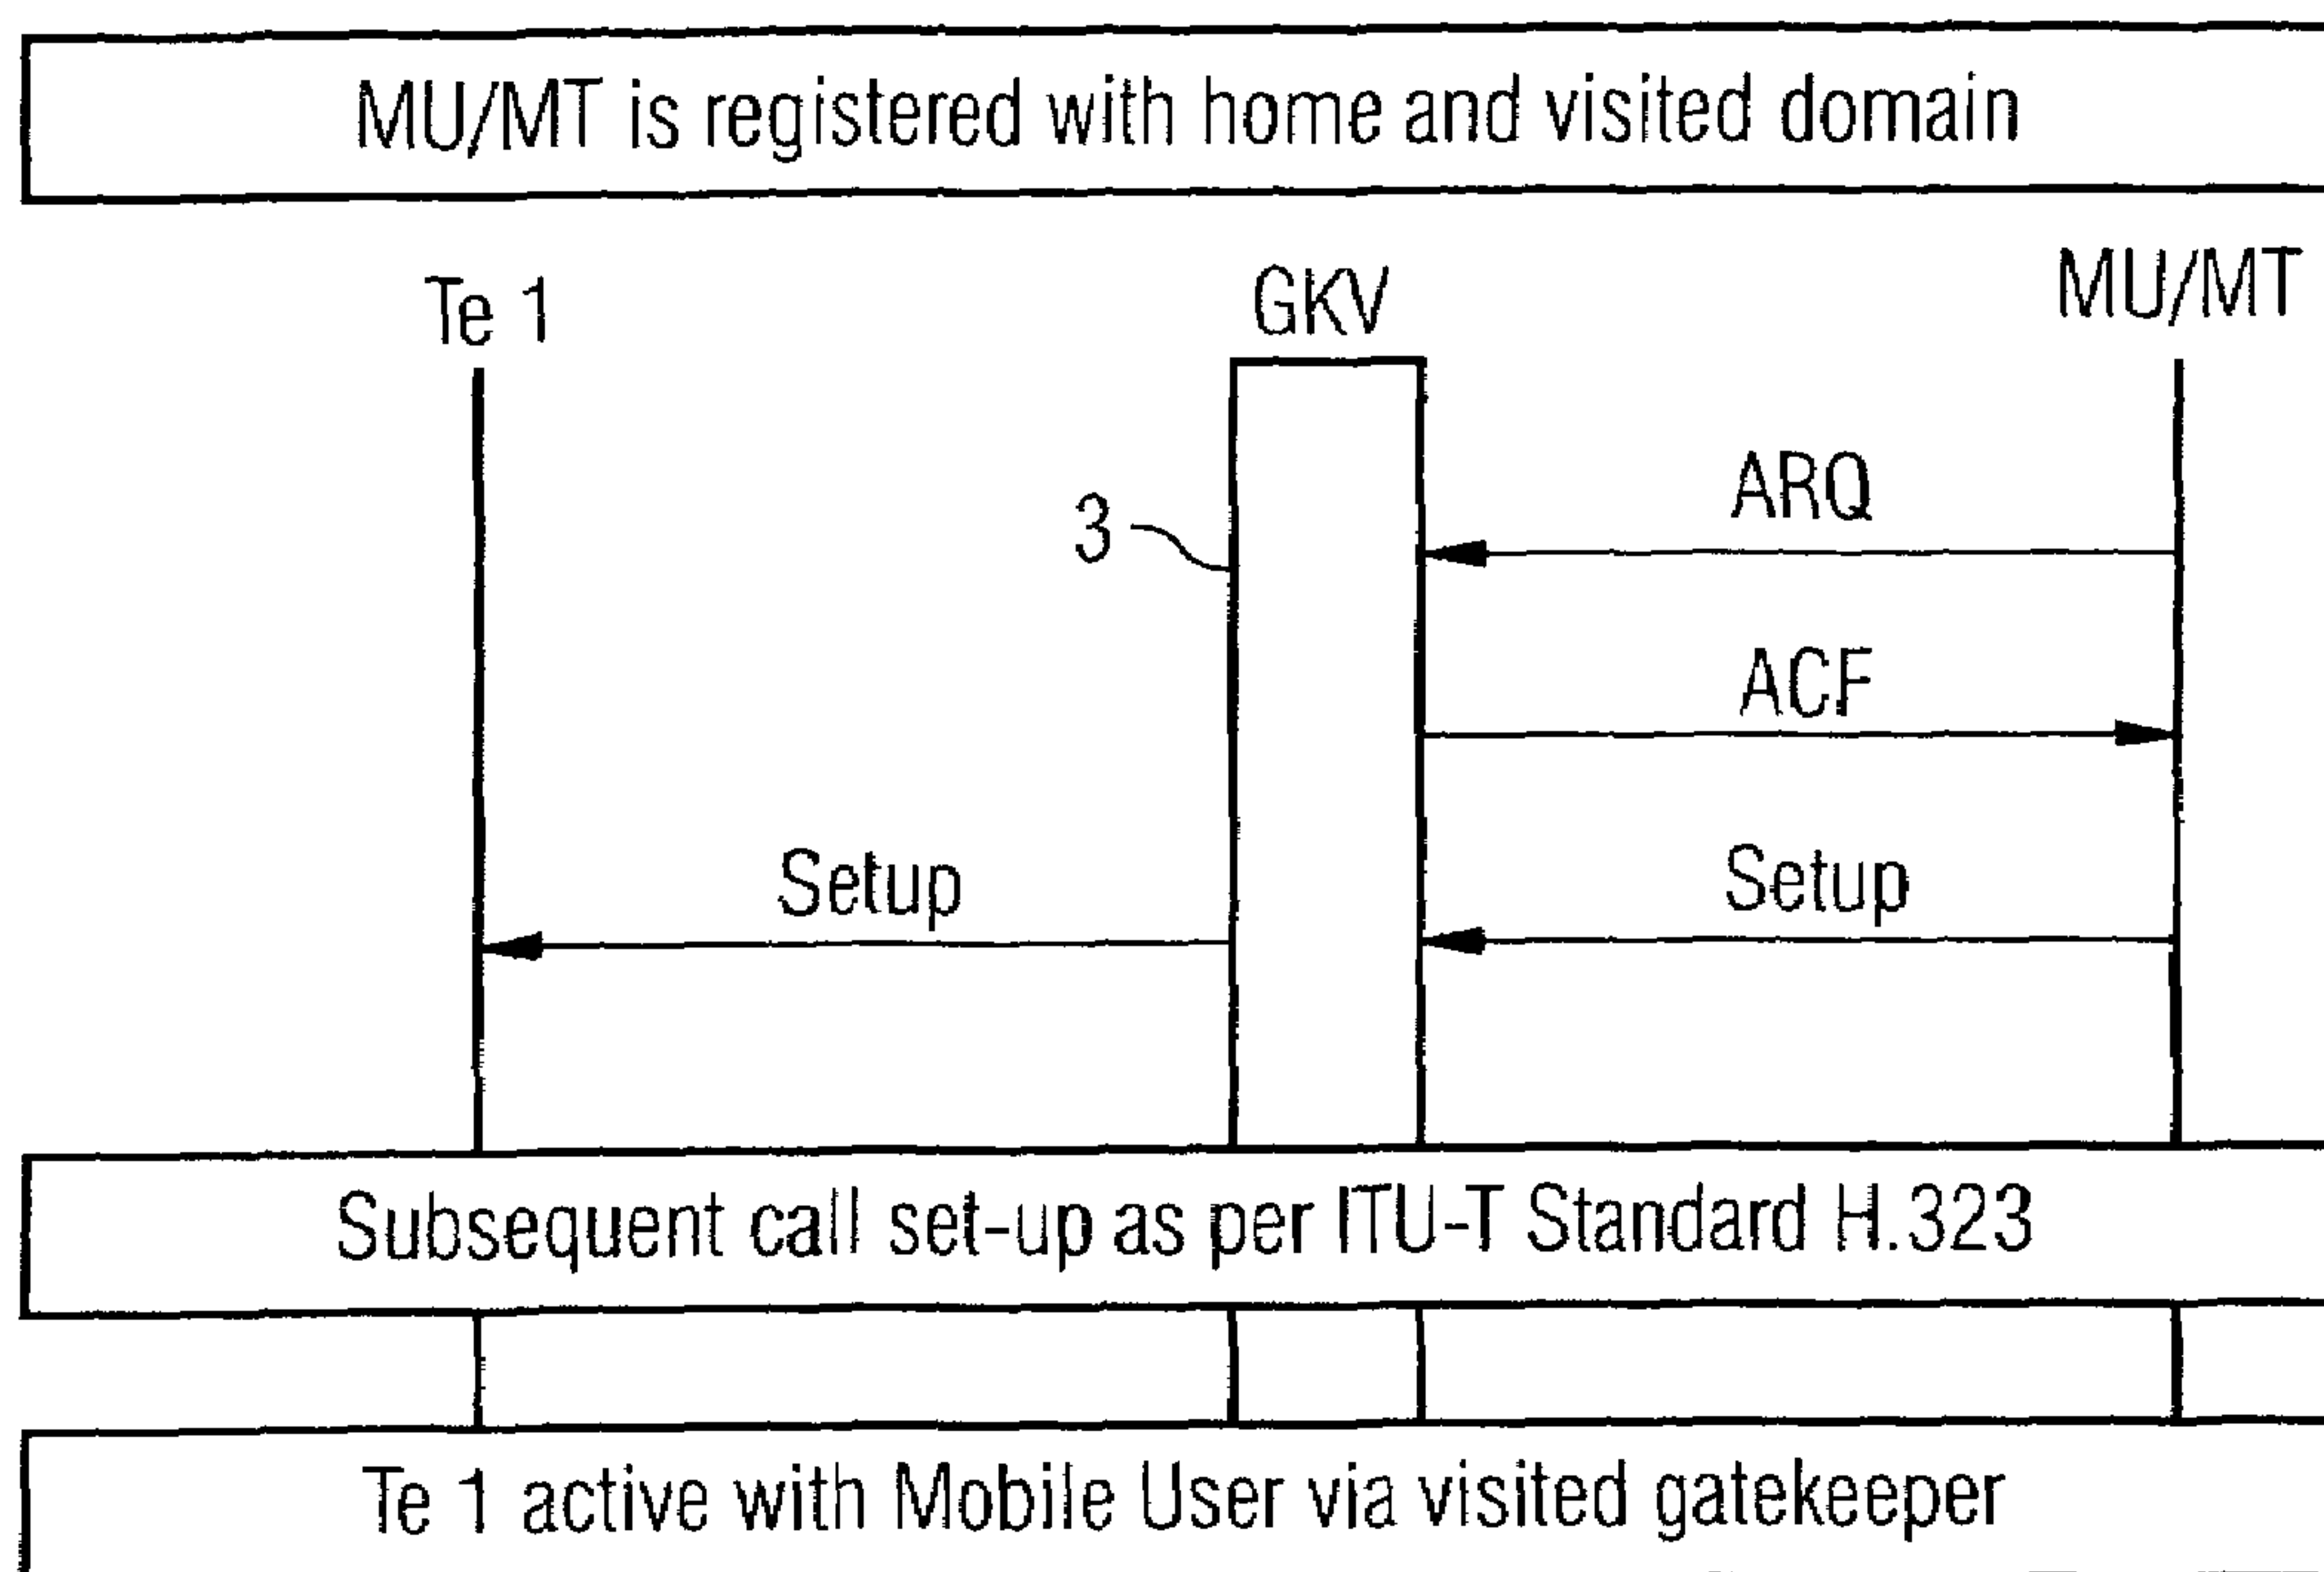 MU/MT is registered with home and visited domain
Te 1
GKV
MU/MT
ARQ
3
ACF
Setup
Setup
Subsequent call set-up as per ITU-T Standard H.323
Te 1 active with Mobile User via visited gatekeeper